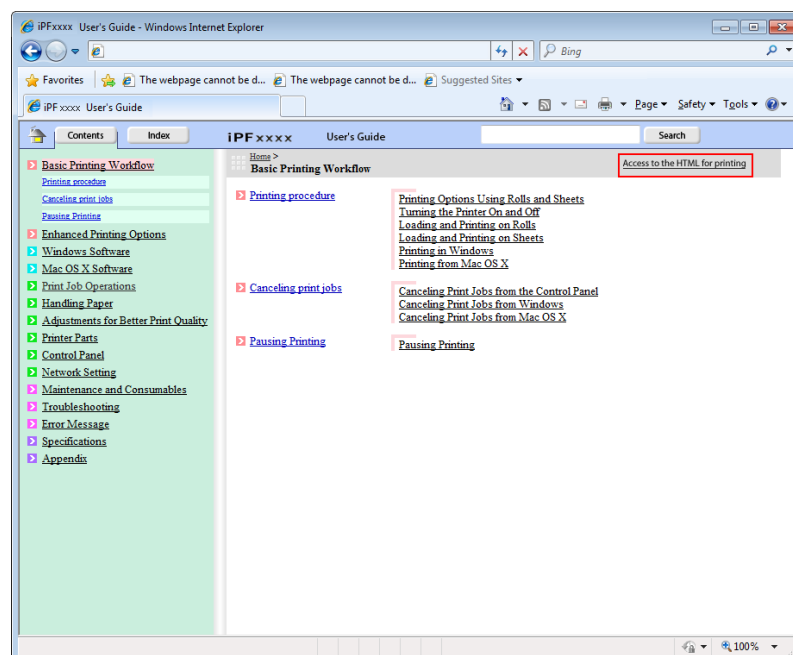 iPFxxxx User's Guide - Windows Internet Explorer
Bing
Favorites The webpage cannot be d... The webpage cannot be d... Suggested Sites
iPF xxxx User's Guide
Page Safety Tools
Contents Index iPF xxxx User's Guide Search
Home >
Basic Printing Workflow
Access to the HTML for printing
Basic Printing Workflow
Printing procedure
Canceling print jobs
Pausing Printing
Enhanced Printing Options
Windows Software
Mac OS X Software
Print Job Operations
Handling Paper
Adjustments for Better Print Quality
Printer Parts
Control Panel
Network Setting
Maintenance and Consumables
Troubleshooting
Error Message
Specifications
Appendix
Printing procedure
Printing Options Using Rolls and Sheets
Turning the Printer On and Off
Loading and Printing on Rolls
Loading and Printing on Sheets
Printing in Windows
Printing from Mac OS X
Canceling print jobs
Canceling Print Jobs from the Control Panel
Canceling Print Jobs from Windows
Canceling Print Jobs from Mac OS X
Pausing Printing
Pausing Printing
100%